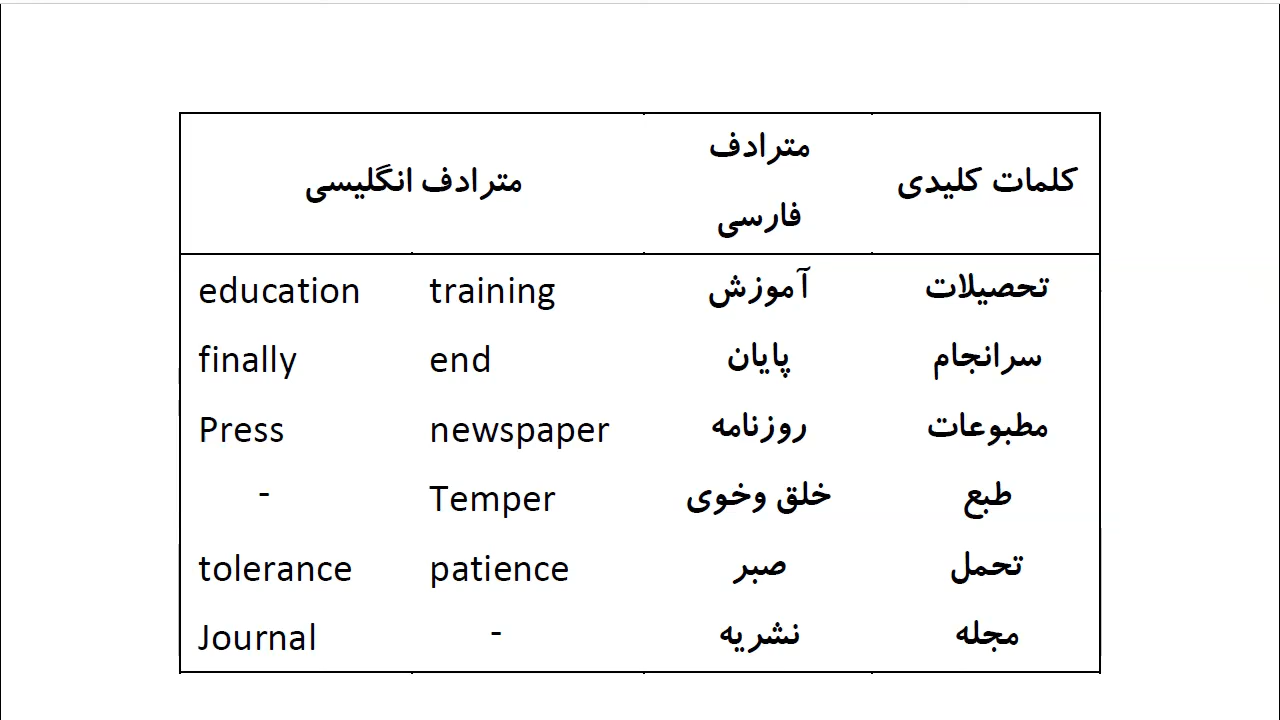 کلمات کلیدی مترادف فارسی مترادف انگلیسی
تحصیلات آموزش training education
سرانجام پایان end finally
مطبوعات روزنامه newspaper Press
طبع خلق وخوی Temper -
تحمل صبر patience tolerance
مجله نشریه - Journal